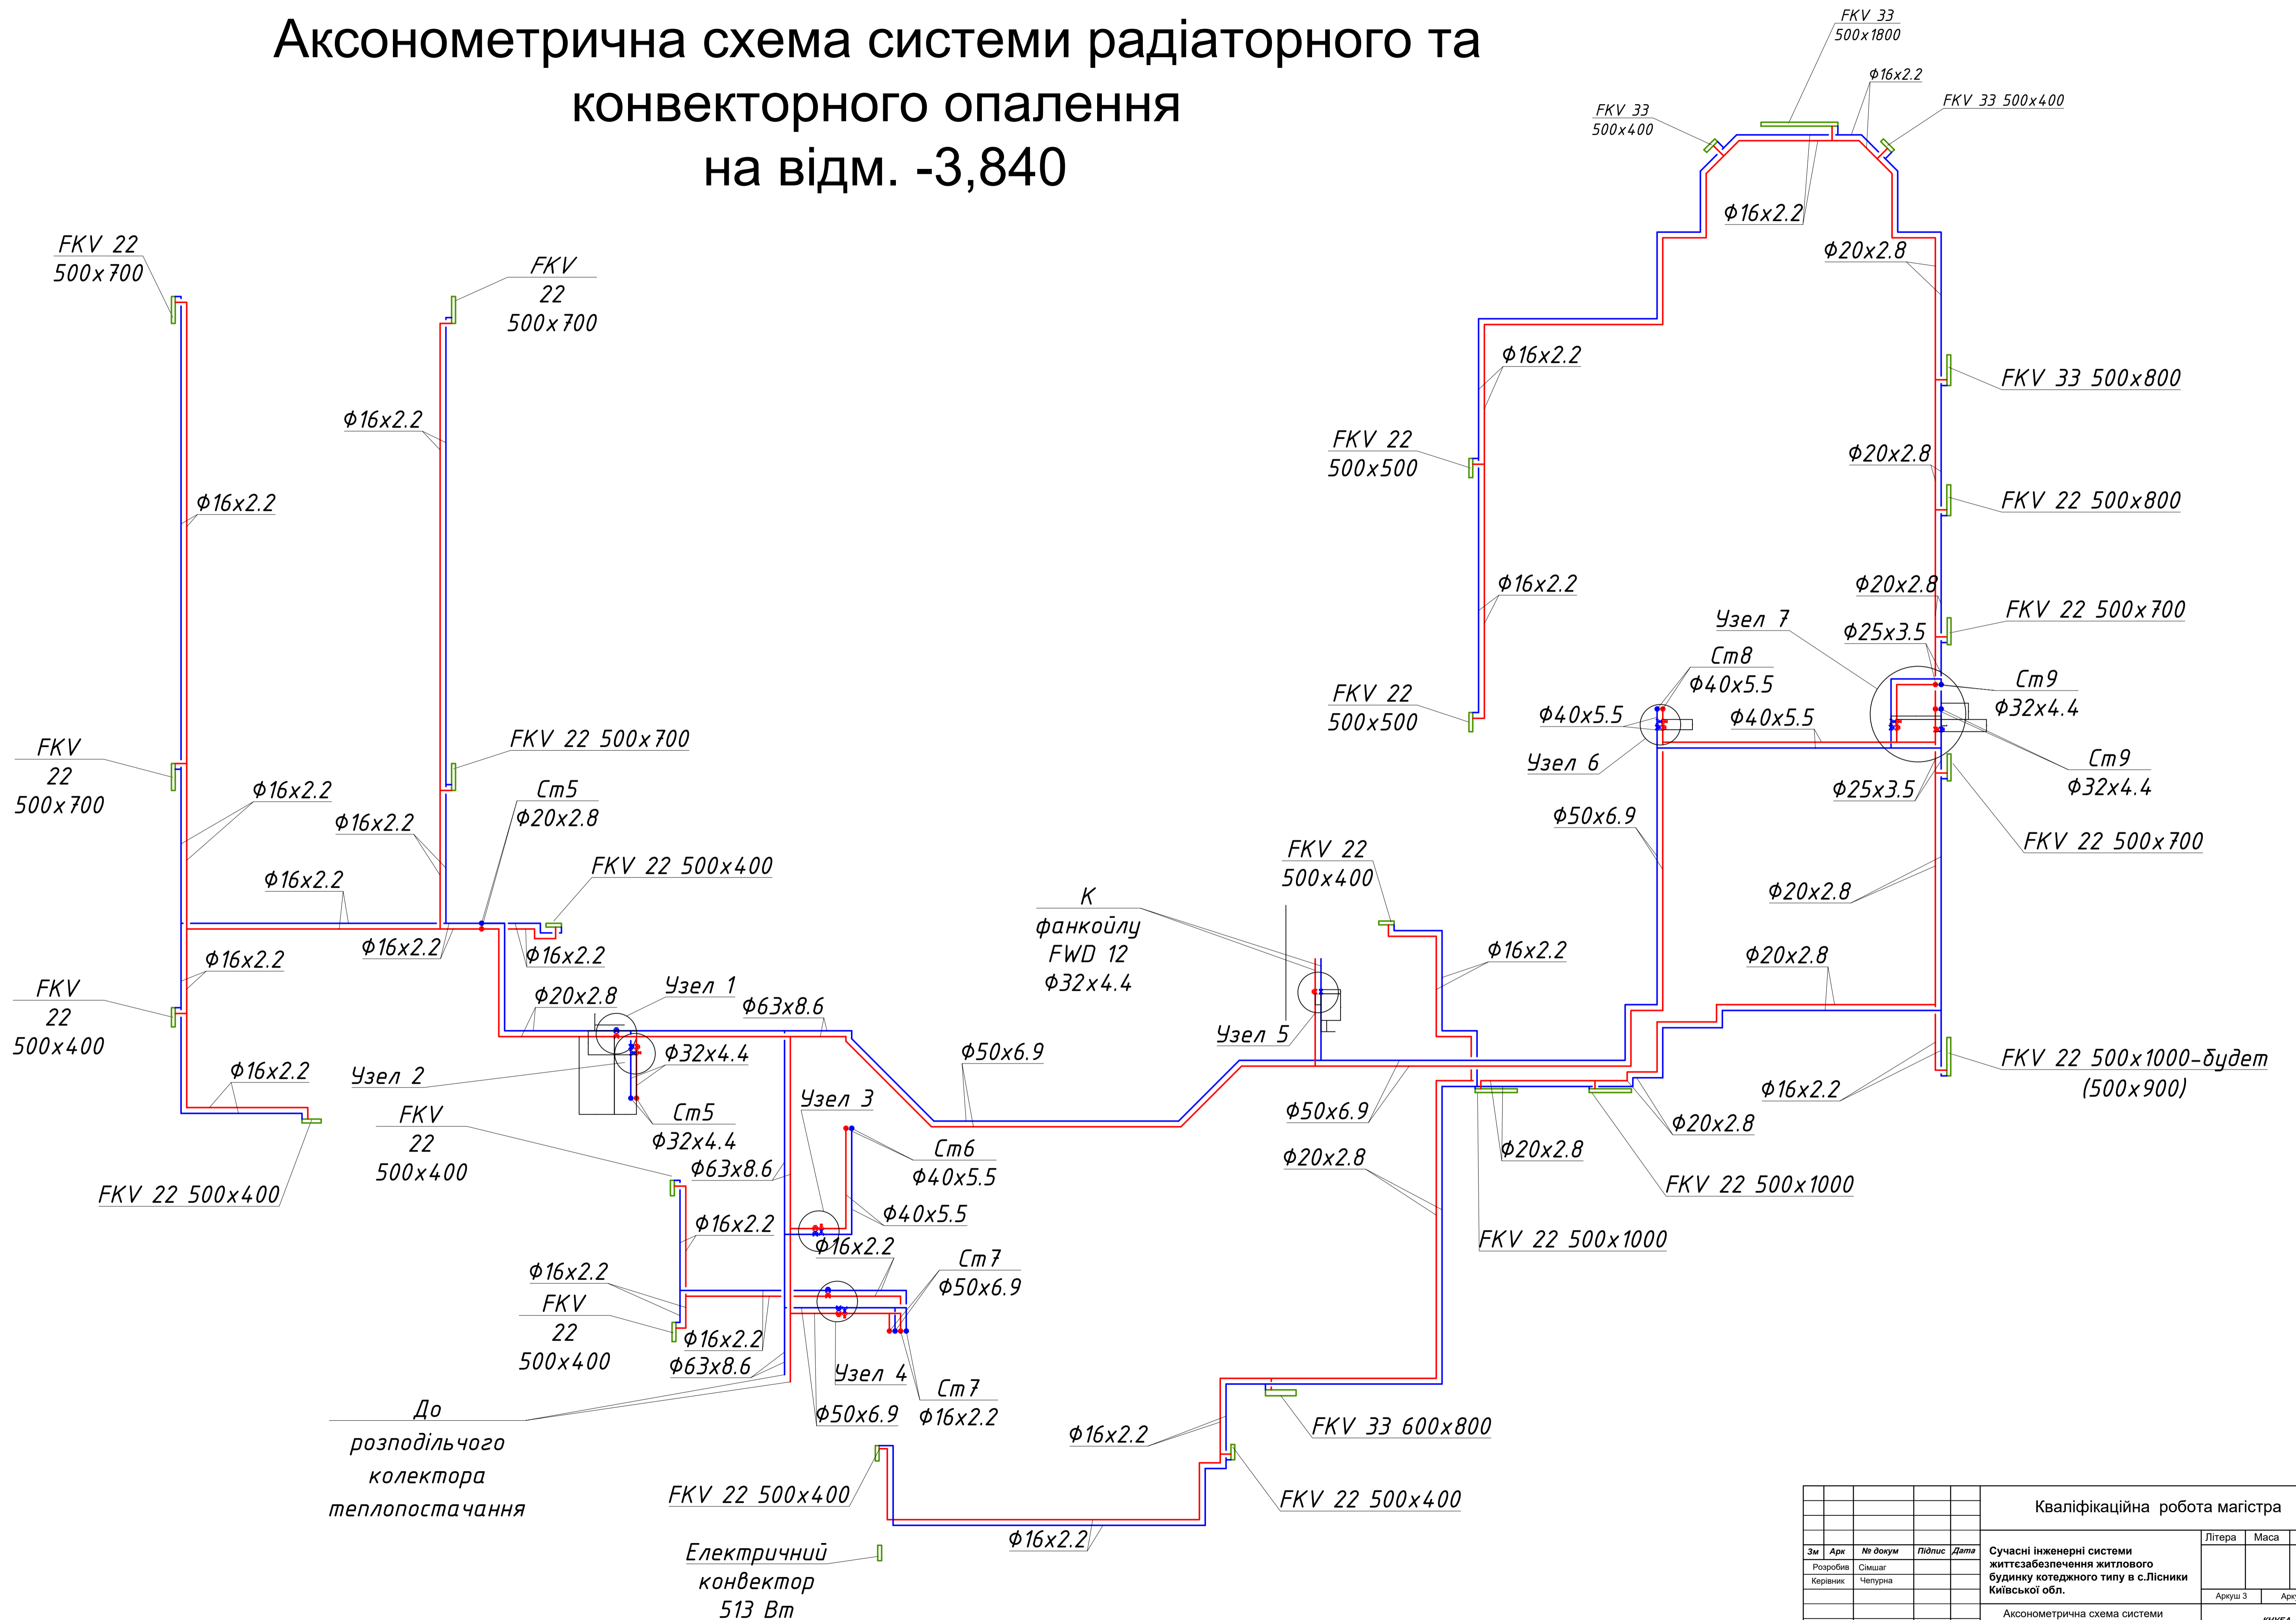 Аксонометрична схема системи радіаторного та
конвекторного опалення
на відм. -3,840
FKV 33
500x1800
Ф16x2.2
FKV 33
500x400
FKV 33 500x400
Ф16x2.2
Ф20x2.8
FKV 22
500x700
FKV
22
500x700
Ф16x2.2
FKV 33 500x800
Ф16x2.2
FKV 22
500x500
Ф20x2.8
FKV 22 500x800
Ф16x2.2
Ф16x2.2
Ф20x2.8
FKV 22 500x700
Узел 7
Ф25x3.5
Ст8
Ф40x5.5
Ст9
Ф32x4.4
FKV 22
500x500
Ф40x5.5
Ф40x5.5
Узел 6
Ст9
Ф32x4.4
Ф25x3.5
FKV
22
500x700
FKV 22 500x700
Ф16x2.2
Ст5
Ф20x2.8
Ф16x2.2
Ф50x6.9
FKV 22 500x700
FKV 22
500x400
Ф16x2.2
FKV 22 500x400
К
фанкойлу
FWD 12
Ф32x4.4
Ф20x2.8
Ф16x2.2
Ф16x2.2
Ф16x2.2
Ф16x2.2
Ф20x2.8
FKV
22
500x400
Ф20x2.8
Узел 1
Ф63x8.6
Узел 5
Ф50x6.9
Ф32x4.4
FKV 22 500x1000-будет
(500x900)
Ф16x2.2
Узел 2
Ф16x2.2
Узел 3
Ст5
Ф32x4.4
Ф50x6.9
Ф20x2.8
FKV
22
500x400
Ст6
Ф40x5.5
Ф20x2.8
Ф20x2.8
Ф63x8.6
FKV 22 500x400
FKV 22 500x1000
Ф16x2.2
Ф40x5.5
Ф16x2.2
FKV 22 500x1000
Ст7
Ф50x6.9
Ф16x2.2
FKV
22
500x400
Ф16x2.2
Ф63x8.6
Узел 4
Ст7
Ф16x2.2
Ф50x6.9
До
розподільчого
колектора
теплопостачання
Ф16x2.2
FKV 33 600x800
FKV 22 500x400
FKV 22 500x400
Ф16x2.2
Електричний
конвектор
513 Вт
Кваліфікаційна робота магістра
Літера Маса
Зм Арк № докум Підпис Дата
Розробив Сімшаг
Керівник Чепурна
Сучасні інженерні системи
життєзабезпечення житлового
будинку котеджного типу в с.Лісники
Київської обл.
Аркуш 3
Аксонометрична схема системи